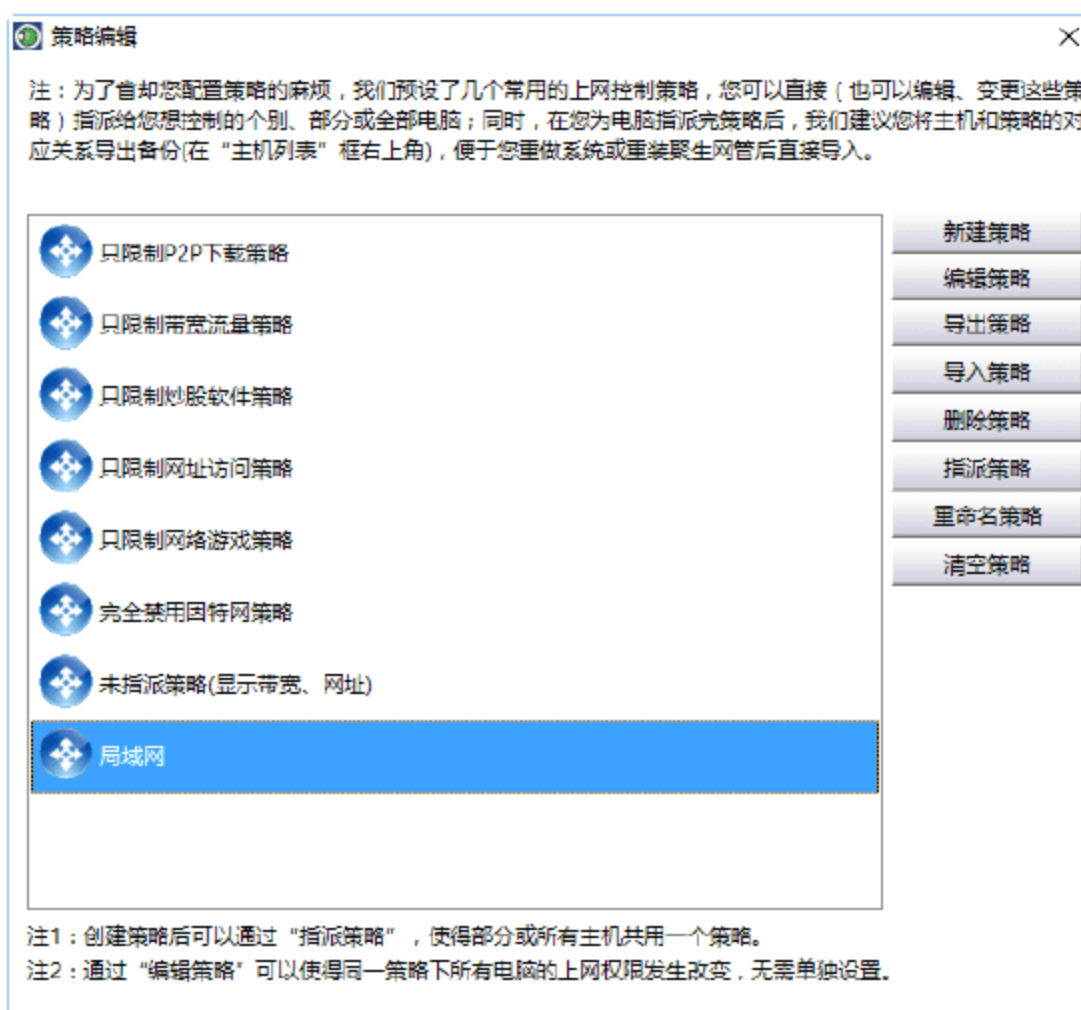 策略编辑
注：为了省却您配置策略的麻烦，我们预设了几个常用的上网控制策略，您可以直接（也可以编辑、变更这些策
略）指派给您想控制的个别、部分或全部电脑；同时，在您为电脑指派完策略后，我们建议您将主机和策略的对
应关系导出备份(在“主机列表”框右上角)，便于您重做系统或重装聚生网管后直接导入。
只限制P2P下载策略
只限制带宽流量策略
只限制炒股软件策略
只限制网址访问策略
只限制网络游戏策略
完全禁用因特网策略
未指派策略(显示带宽、网址)
局域网
新建策略
编辑策略
导出策略
导入策略
删除策略
指派策略
重命名策略
清空策略
注1：创建策略后可以通过“指派策略”，使得部分或所有主机共用一个策略。
注2：通过“编辑策略”可以使得同一策略下所有电脑的上网权限发生改变，无需单独设置。